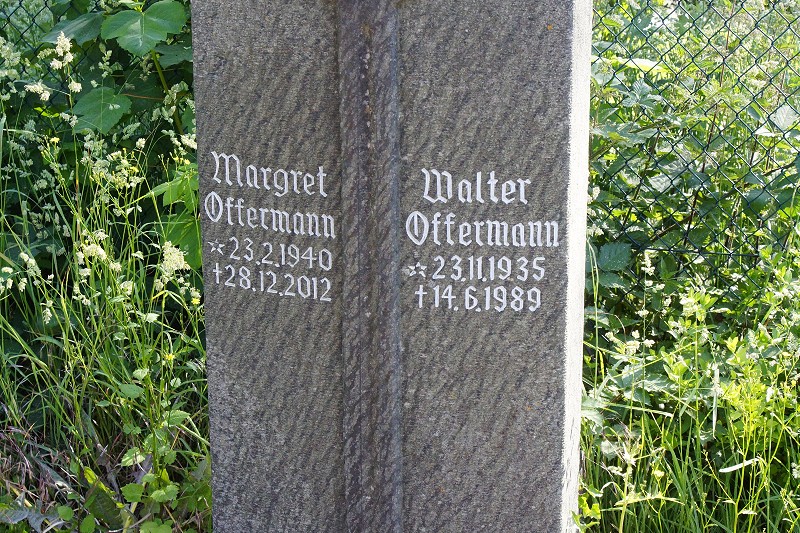 Margret
Offermann
* 23.2.1940
† 28.12.2012
Walter
Offermann
* 23.11.1935
† 14.6.1989